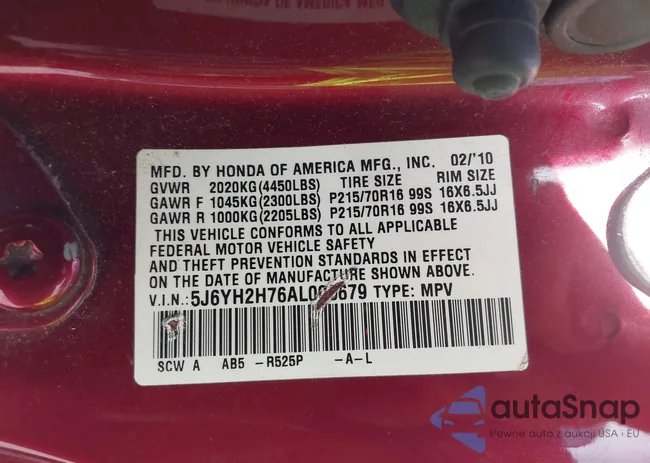 MFD. BY HONDA OF AMERICA MFG., INC. 02/'10
GVWR 2020KG(4450LBS) TIRE SIZE RIM SIZE
GAWR F 1045KG(2300LBS) P215/70R16 99S 16X6.5JJ
GAWR R 1000KG(2205LBS) P215/70R16 99S 16X6.5JJ
THIS VEHICLE CONFORMS TO ALL APPLICABLE
FEDERAL MOTOR VEHICLE SAFETY
AND THEFT PREVENTION STANDARDS IN EFFECT
ON THE DATE OF MANUFACTURE SHOWN ABOVE.
V.I.N.: TYPE: MPV
SCW A AB5 -R525P -A-L
autaSnap
Pewne auta z aukcji USA i EU